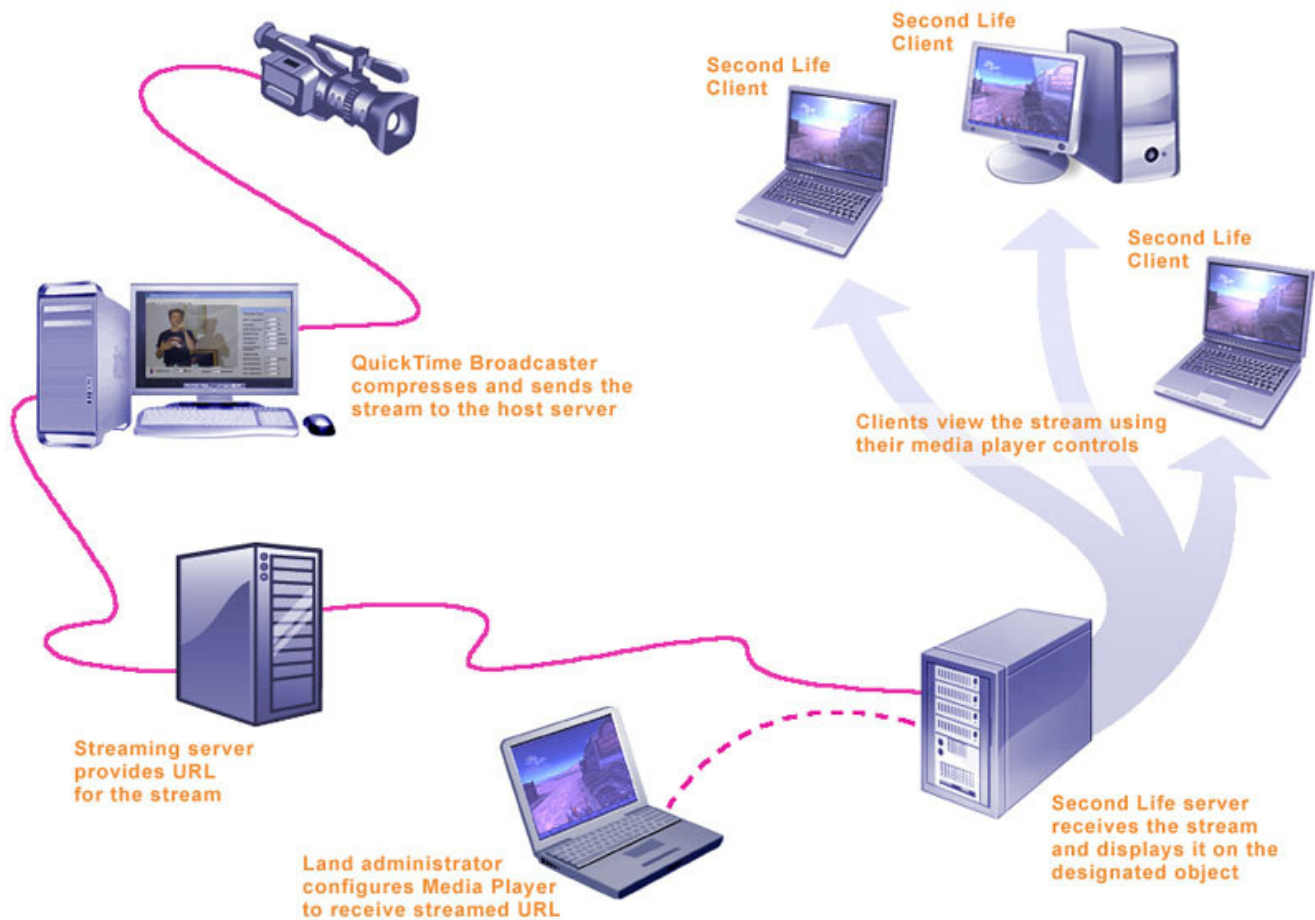 Second Life
Client
Second Life
Client
Second Life
Client
QuickTime Broadcaster
compresses and sends the
stream to the host server
Clients view the stream using
their media player controls
Streaming server
provides URL
for the stream
Land administrator
configures Media Player
to receive streamed URL
Second Life server
receives the stream
and displays it on the
designated object